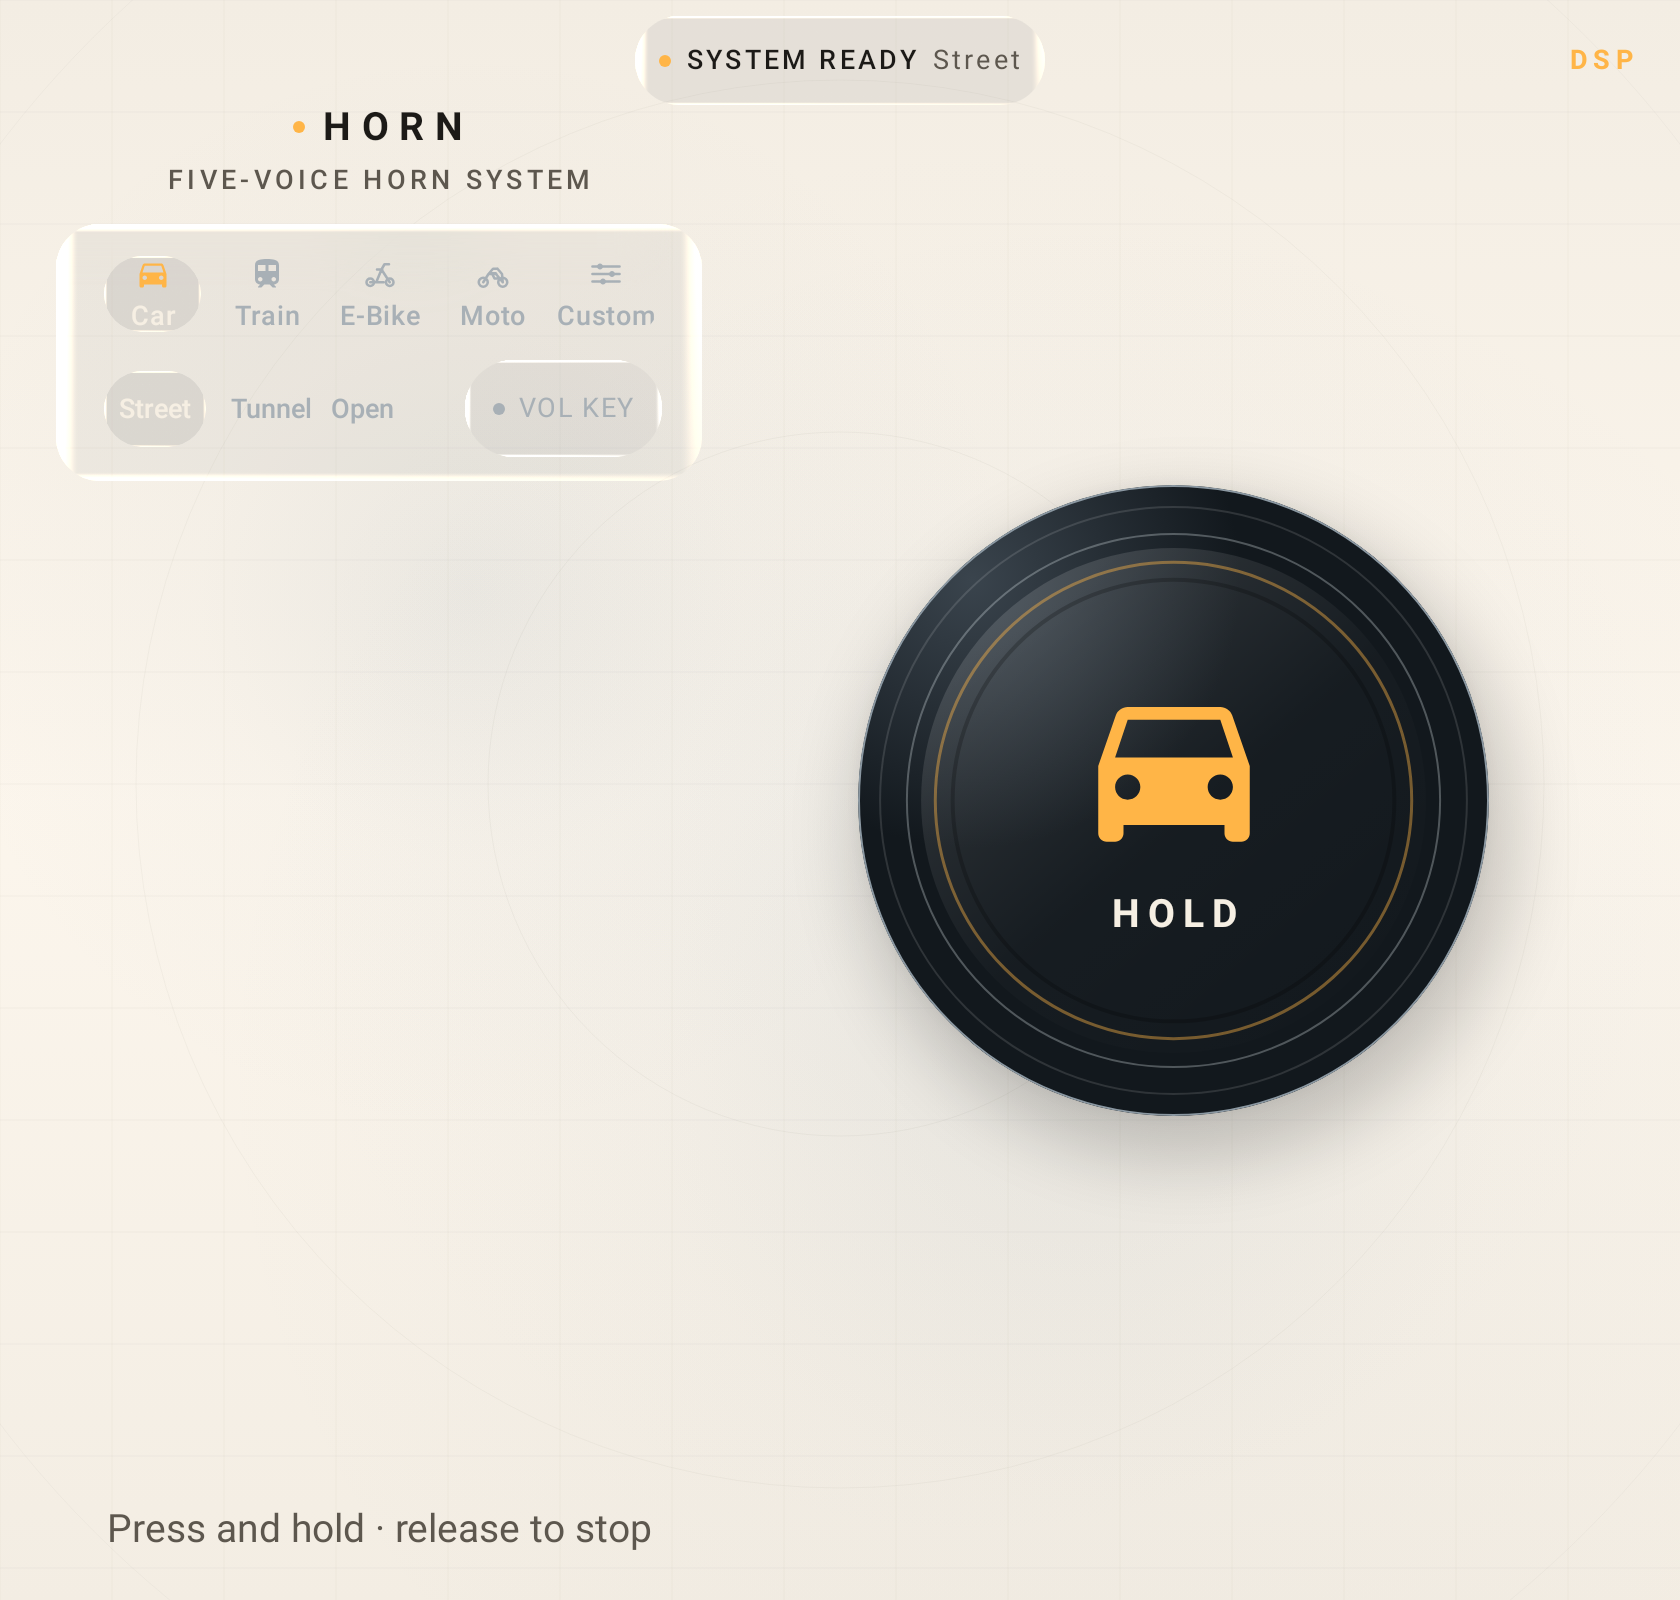 SYSTEM READY Street
DSP
HORN
FIVE-VOICE HORN SYSTEM
Car Train E-Bike Moto Custom
Street Tunnel Open VOL KEY
HOLD
Press and hold · release to stop